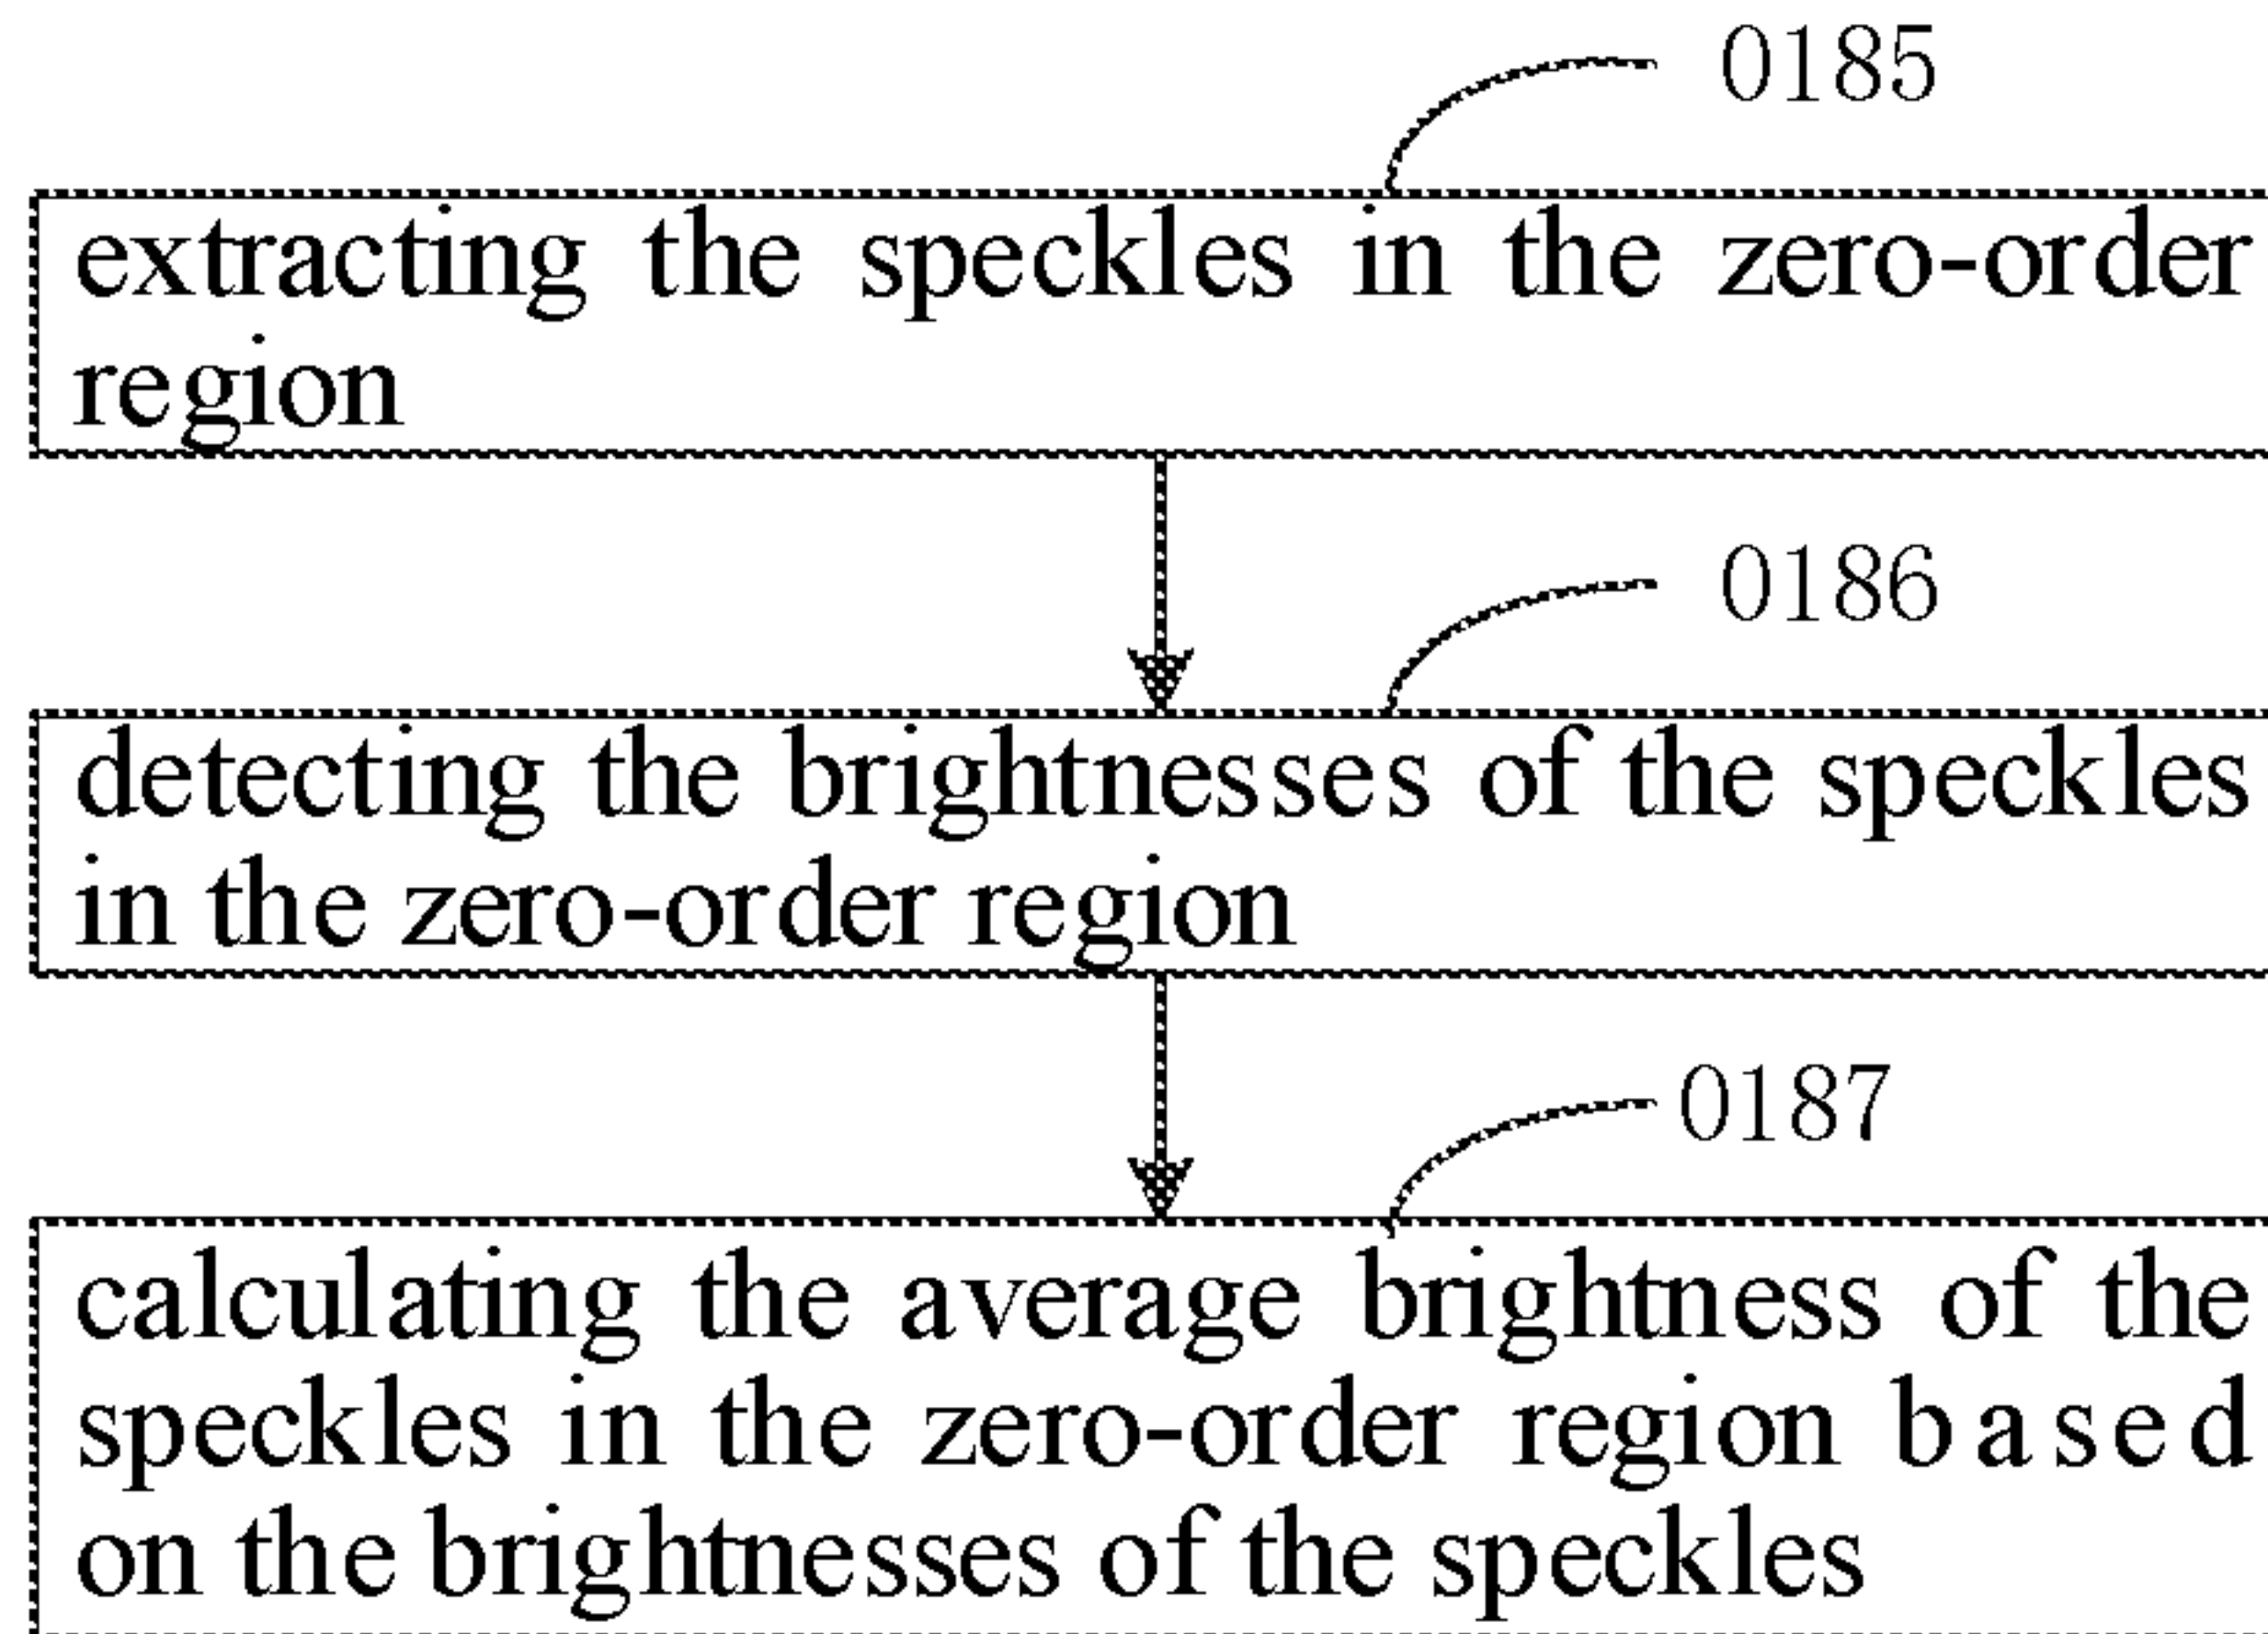 0185
extracting the speckles in the zero-order
region
0186
detecting the brightnesses of the speckles
in the zero-order region
0187
calculating the average brightness of the
speckles in the zero-order region based
on the brightnesses of the speckles